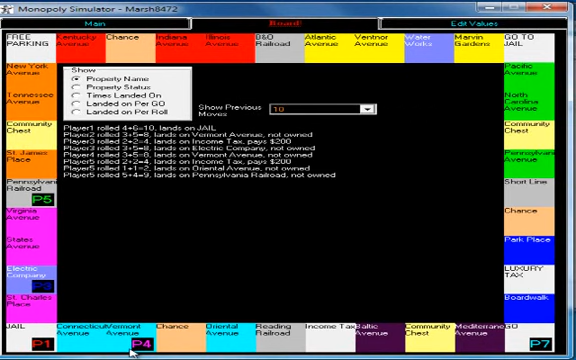 Monopoly Simulator - Marsh8472
Main
Board
Edit Values
FREE PARKING
Kentucky Avenue
Chance
Indiana Avenue
Illinois Avenue
B&O Railroad
Atlantic Avenue
Ventnor Avenue
Water Works
Marvin Gardens
GO TO JAIL
New York Avenue
Tennessee Avenue
Community Chest
St. James Place
Pennsylvani Railroad
P5
Virginia Avenue
States Avenue
Electric Company
P3
St. Charles Place
Show
Property Name
Property Status
Times Landed On
Landed on Per GO
Landed on Per Roll
Show Previous Moves
10
Player1 rolled 4+6=10, lands on JAIL
Player2 rolled 3+5=8, lands on Vermont Avenue, not owned
Player3 rolled 2+2=4, lands on Income Tax, pays $200
Player3 rolled 3+5=8, lands on Electric Company, not owned
Player4 rolled 3+5=8, lands on Vermont Avenue, not owned
Player5 rolled 2+2=4, lands on Income Tax, pays $200
Player5 rolled 1+1=2, lands on Oriental Avenue, not owned
Player5 rolled 5+4=9, lands on Pennsylvania Railroad, not owned
Pacific Avenue
North Carolina Avenue
Community Chest
Pennsylvani Avenue
Short Line
Chance
Park Place
LUXURY TAX
Boardwalk
JAIL
P1
Connecticut Avenue
Vermont Avenue
P4
Chance
Oriental Avenue
Reading Railroad
Income Tax
Baltic Avenue
Community Chest
Mediterrane Avenue
GO
P7